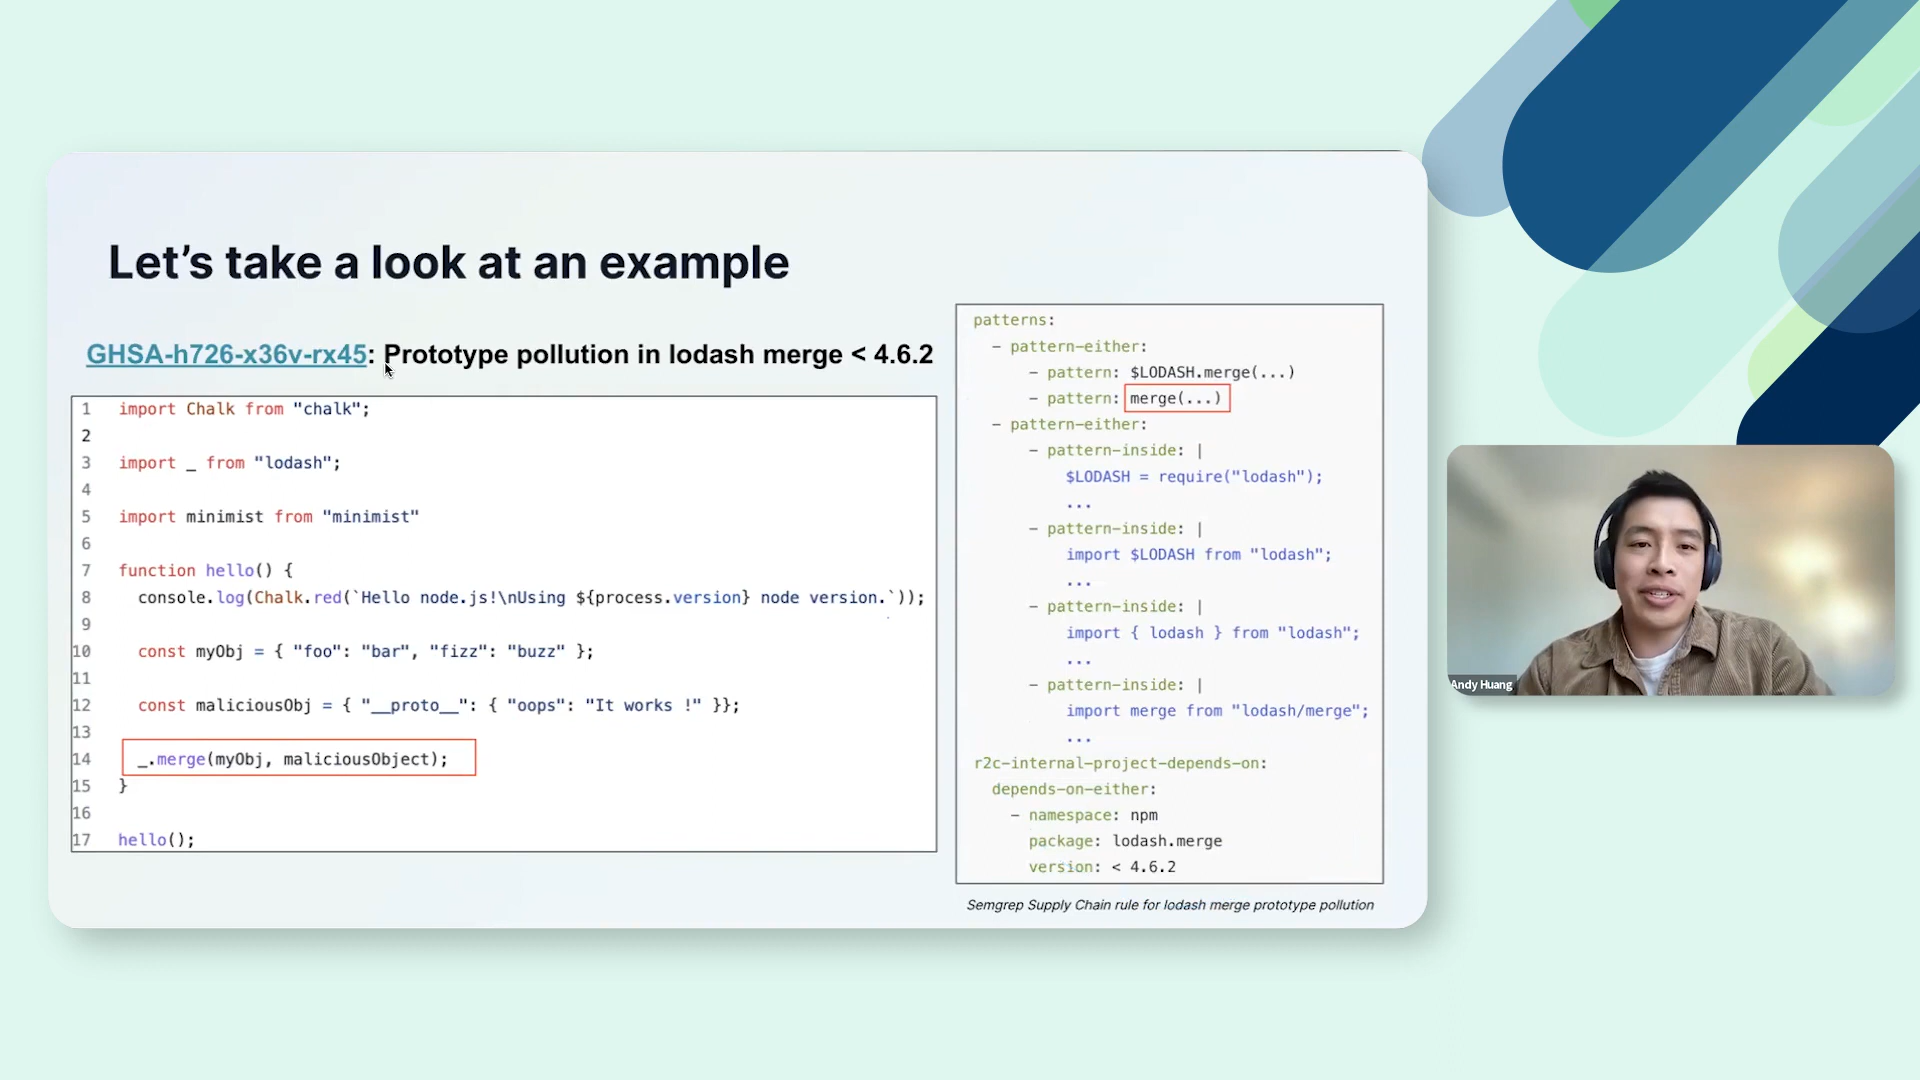 Let’s take a look at an example
GHSA-h726-x36v-rx45: Prototype pollution in lodash merge < 4.6.2
1 import Chalk from "chalk";
2
3 import _ from "lodash";
4
5 import minimist from "minimist"
6
7 function hello() {
8 console.log(Chalk.red(`Hello node.js!\nUsing ${process.version} node version.`));
9
10 const myObj = { "foo": "bar", "fizz": "buzz" };
11
12 const maliciousObj = { "__proto__": { "oops": "It works !" }};
13
14 _.merge(myObj, maliciousObject);
15 }
16
17 hello();
patterns:
- pattern-either:
- pattern: $LODASH.merge(...)
- pattern: merge(...)
- pattern-either:
- pattern-inside: |
$LODASH = require("lodash");
...
- pattern-inside: |
import $LODASH from "lodash";
...
- pattern-inside: |
import { lodash } from "lodash";
...
- pattern-inside: |
import merge from "lodash/merge";
...
r2c-internal-project-depends-on:
depends-on-either:
- namespace: npm
package: lodash.merge
version: < 4.6.2
Semgrep Supply Chain rule for lodash merge prototype pollution
Andy Huang